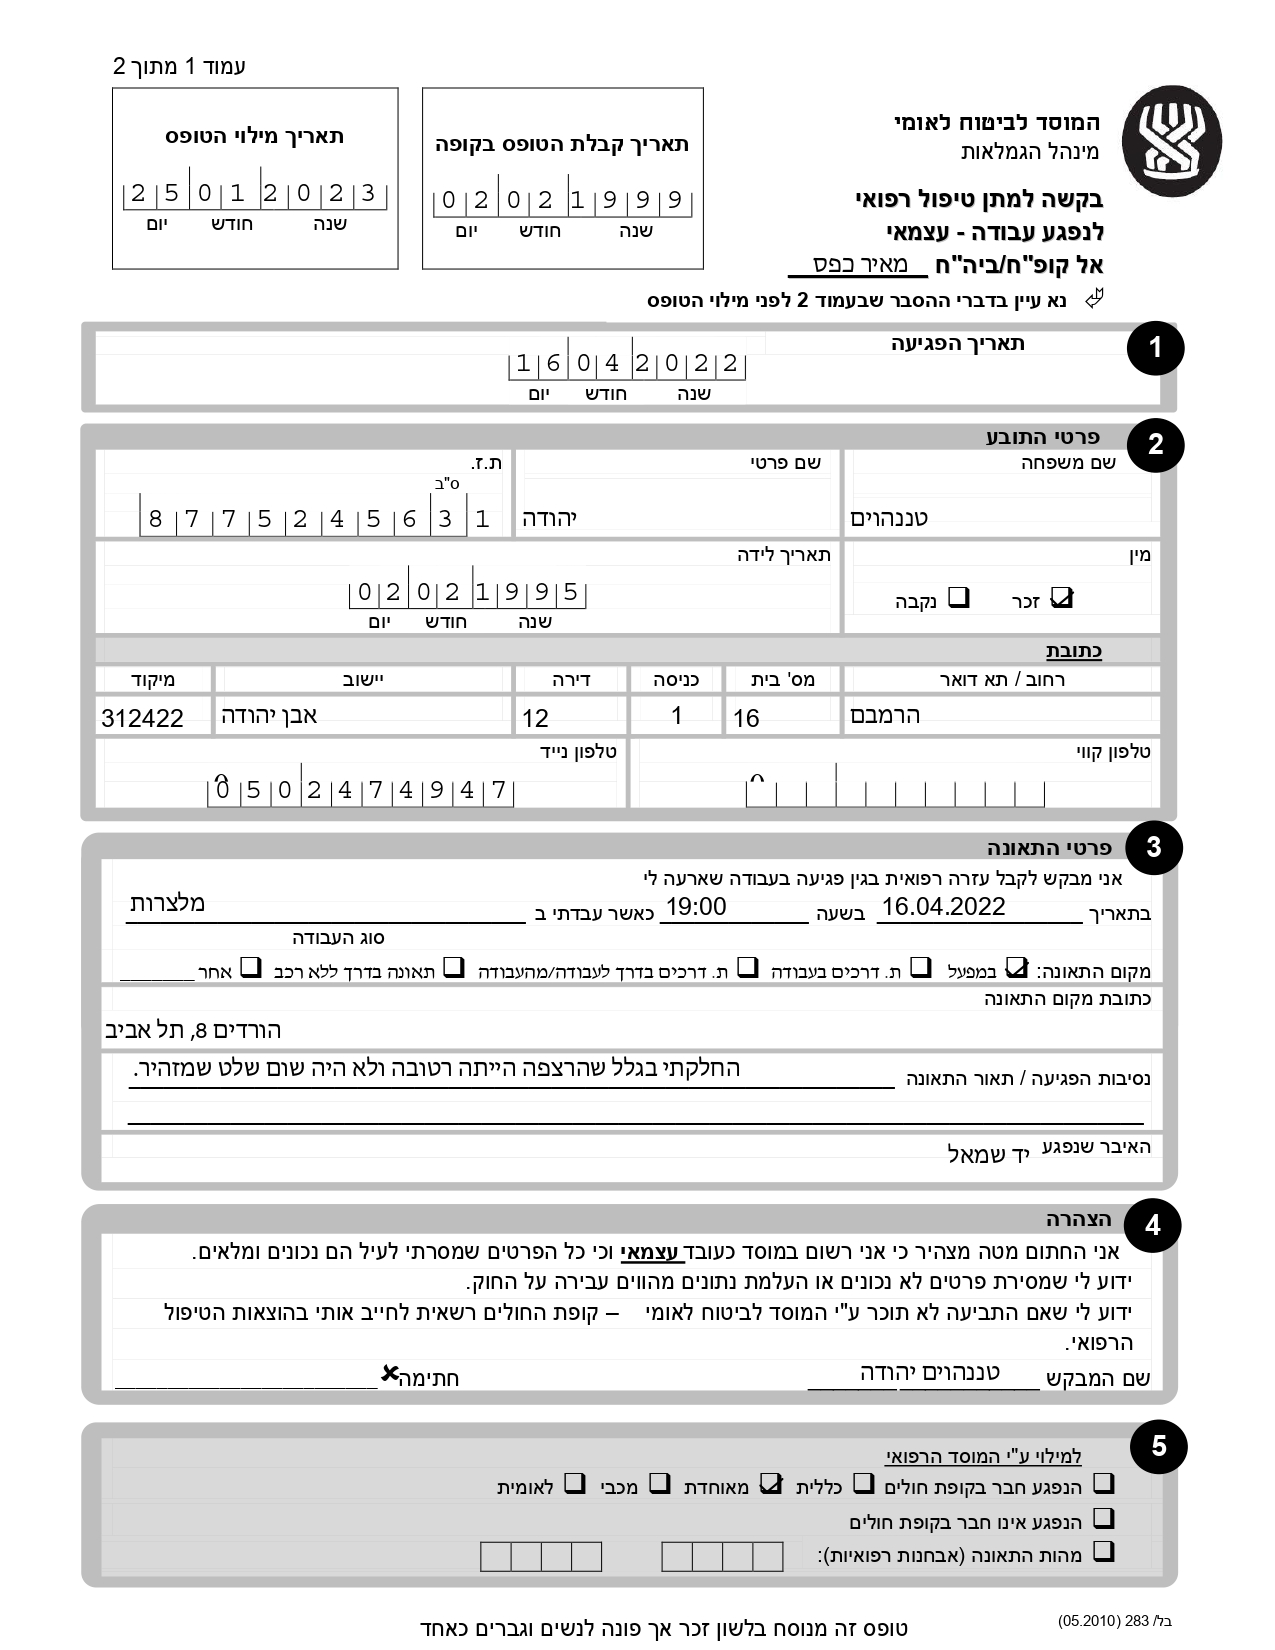 עמוד 1 מתוך 2
המוסד לביטוח לאומי
מינהל הגמלאות
בקשה למתן טיפול רפואי
לנפגע עבודה - עצמאי
אל קופ"ח/ביה"ח מאיר כפס
תאריך קבלת הטופס בקופה
0 2 0 2 1 9 9 9
שנה חודש יום
תאריך מילוי הטופס
2 5 0 1 2 0 2 3
שנה חודש יום
נא עיין בדברי ההסבר שבעמוד 2 לפני מילוי הטופס
1
תאריך הפגיעה
1 6 0 4 2 0 2 2
שנה חודש יום
2 פרטי התובע
שם משפחה שם פרטי ת.ז.
ס"ב
טננהוים יהודה 8 7 7 5 2 4 5 6 3 1
מין תאריך לידה
זכר נקבה 0 2 0 2 1 9 9 5
שנה חודש יום
כתובת
רחוב / תא דואר מס' בית כניסה דירה יישוב מיקוד
הרמבם 16 1 12 אבן יהודה 312422
טלפון קווי טלפון נייד
0 0 5 0 2 4 7 4 9 4 7
3 פרטי התאונה
אני מבקש לקבל עזרה רפואית בגין פגיעה בעבודה שארעה לי
בתאריך 16.04.2022 בשעה 19:00 כאשר עבדתי ב מלצרות
סוג העבודה
מקום התאונה: במפעל ת. דרכים בעבודה ת. דרכים בדרך לעבודה/מהעבודה תאונה בדרך ללא רכב אחר
כתובת מקום התאונה
הורדים 8, תל אביב
נסיבות הפגיעה / תאור התאונה החלקתי בגלל שהרצפה הייתה רטובה ולא היה שום שלט שמזהיר.
האיבר שנפגע יד שמאל
4 הצהרה
אני החתום מטה מצהיר כי אני רשום במוסד כעובד עצמאי וכי כל הפרטים שמסרתי לעיל הם נכונים ומלאים.
ידוע לי שמסירת פרטים לא נכונים או העלמת נתונים מהווים עבירה על החוק.
ידוע לי שאם התביעה לא תוכר ע"י המוסד לביטוח לאומי – קופת החולים רשאית לחייב אותי בהוצאות הטיפול
הרפואי.
שם המבקש טננהוים יהודה חתימה
5
למילוי ע"י המוסד הרפואי
הנפגע חבר בקופת חולים כללית מאוחדת מכבי לאומית
הנפגע אינו חבר בקופת חולים
מהות התאונה (אבחנות רפואיות):
בל/ 283 (05.2010)
טופס זה מנוסח בלשון זכר אך פונה לנשים וגברים כאחד